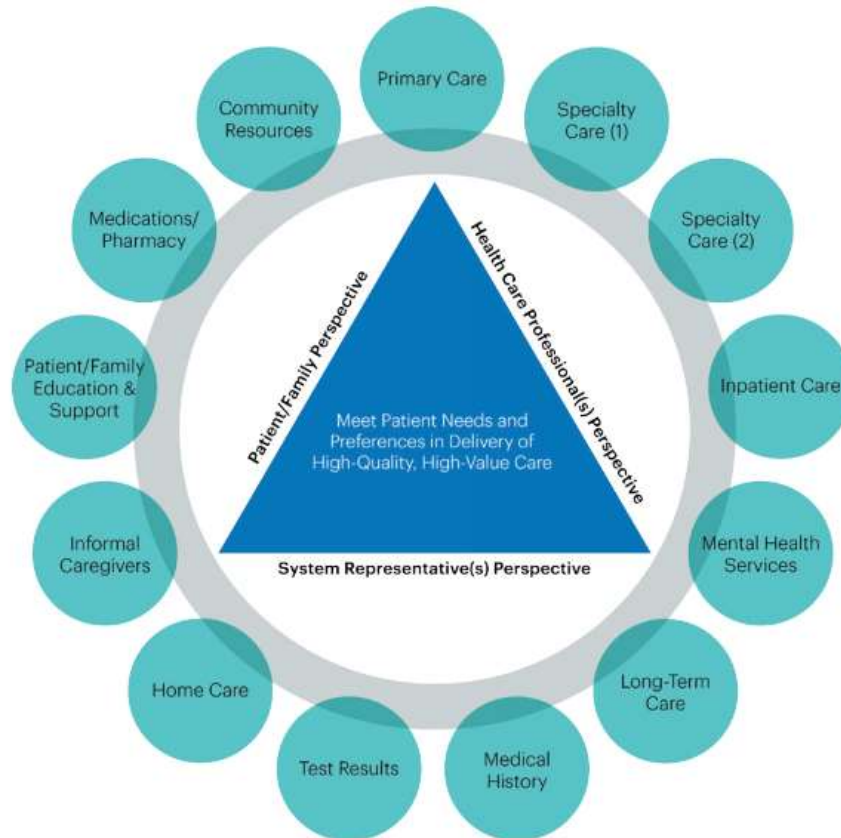 Primary Care
Specialty
Care (1)
Specialty
Care (2)
Inpatient Care
Mental Health
Services
Long-Term
Care
Medical
History
Test Results
Home Care
Informal
Caregivers
Patient/Family
Education &
Support
Medications/
Pharmacy
Community
Resources
Patient/Family Perspective
Health Care Professional(s) Perspective
Meet Patient Needs and
Preferences in Delivery of
High-Quality, High-Value Care
System Representative(s) Perspective